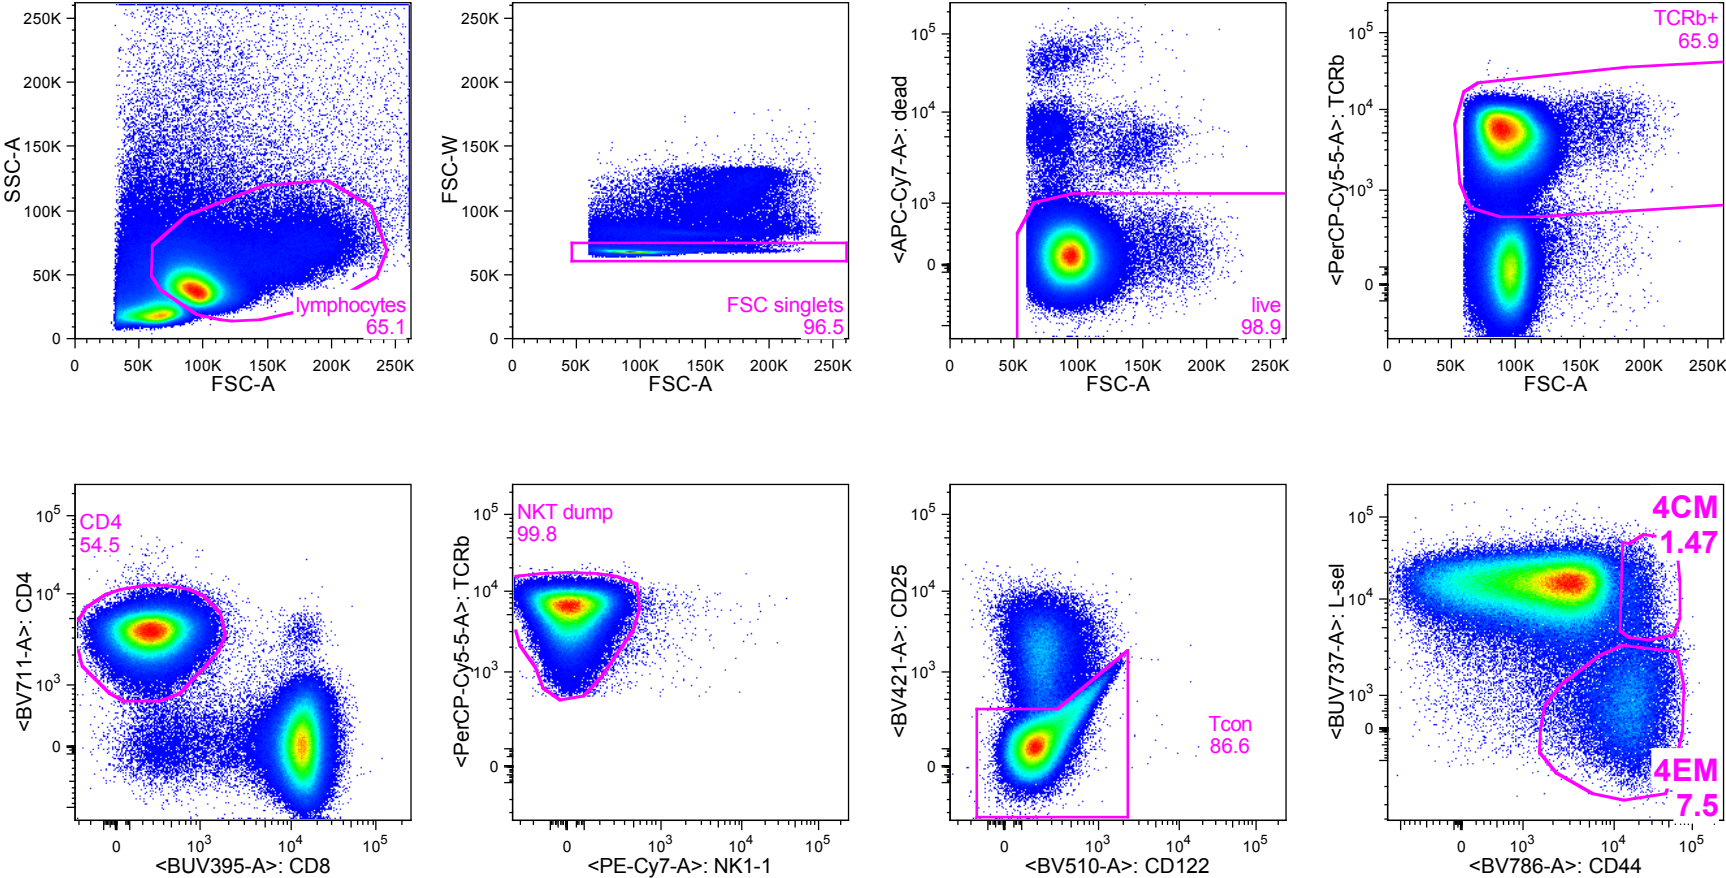 250K
200K
150K
100K
50K
0
SSC-A
lymphocytes
65.1
0 50K 100K 150K 200K 250K
FSC-A
250K
200K
150K
100K
50K
0
FSC-W
FSC singlets
96.5
0 50K 100K 150K 200K 250K
FSC-A
10^5
10^4
10^3
0
<APC-Cy7-A>: dead
live
98.9
0 50K 100K 150K 200K 250K
FSC-A
TCRb+
65.9
10^5
10^4
10^3
0
<PerCP-Cy5-5-A>: TCRb
0 50K 100K 150K 200K 250K
FSC-A
CD4
54.5
10^5
10^4
10^3
0
<BV711-A>: CD4
0 10^3 10^4 10^5
<BUV395-A>: CD8
NKT dump
99.8
10^5
10^4
10^3
0
<PerCP-Cy5-5-A>: TCRb
0 10^3 10^4 10^5
<PE-Cy7-A>: NK1-1
10^5
10^4
10^3
0
<BV421-A>: CD25
Tcon
86.6
0 10^3 10^4 10^5
<BV510-A>: CD122
4CM
1.47
10^5
10^4
10^3
0
<BUV737-A>: L-sel
4EM
7.5
0 10^3 10^4 10^5
<BV786-A>: CD44